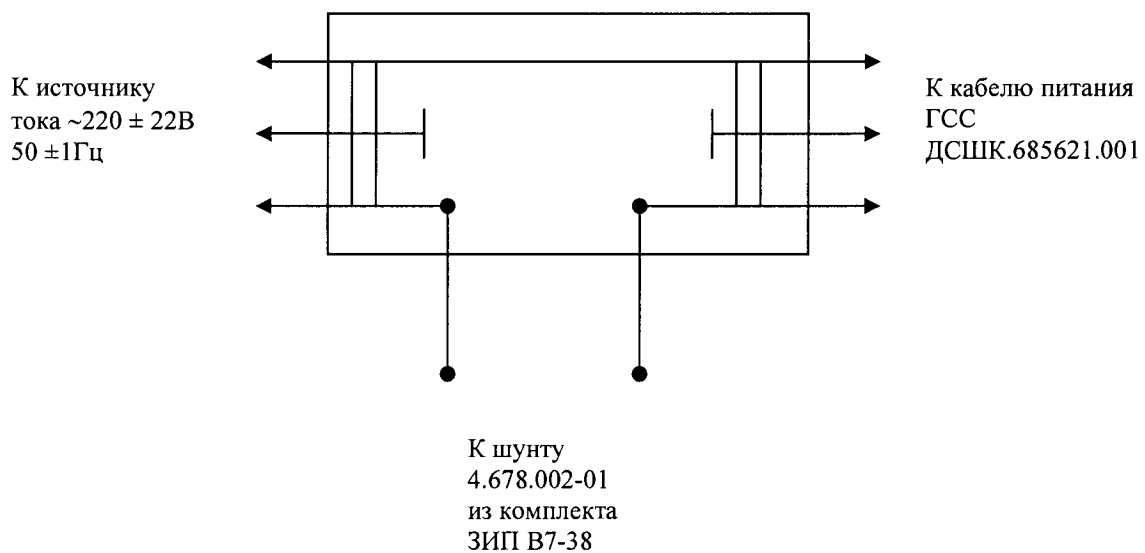 К источнику
тока ~220 ± 22В
50 ±1Гц
К кабелю питания
ГСС
ДСШК.685621.001
К шунту
4.678.002-01
из комплекта
ЗИП В7-38